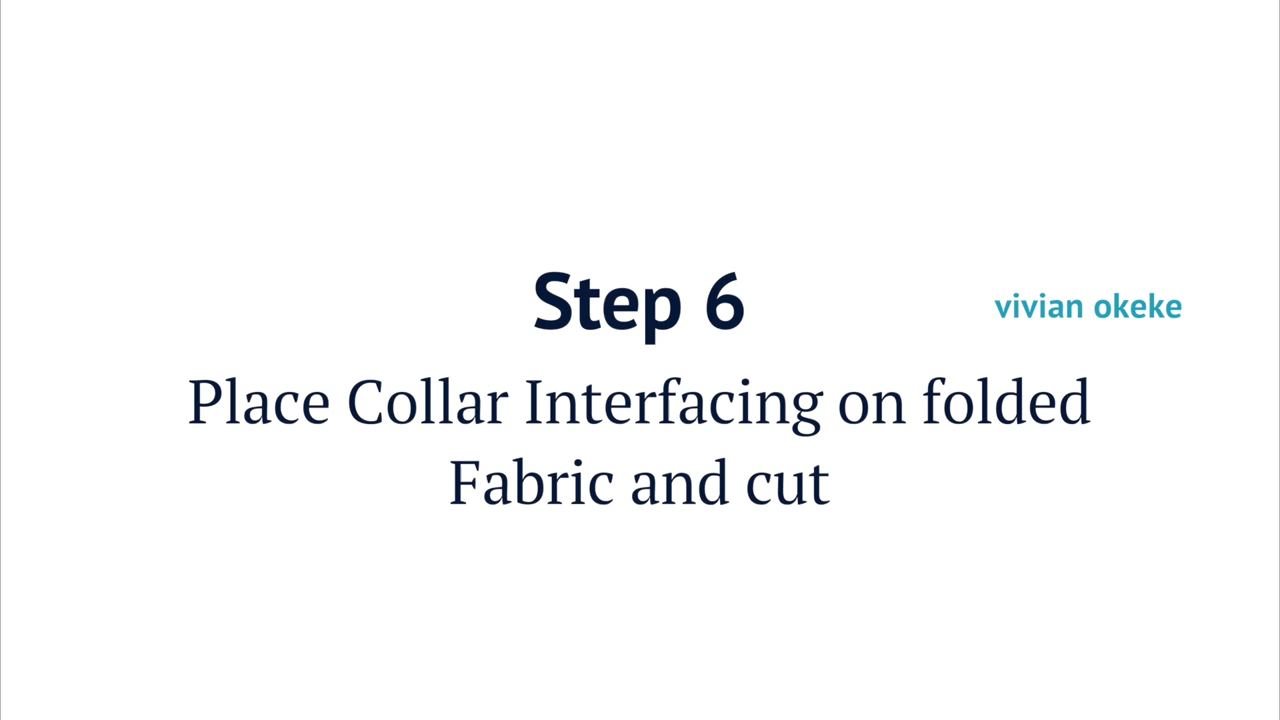 Step 6
vivian okeke
Place Collar Interfacing on folded
Fabric and cut